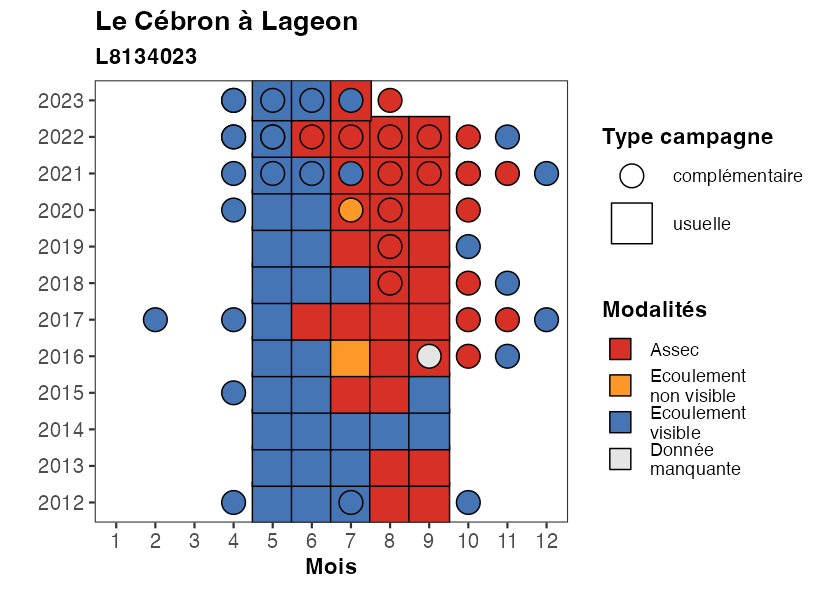 Le Cébron à Lageon
L8134023
2023
2022
2021
2020
2019
2018
2017
2016
2015
2014
2013
2012
1 2 3 4 5 6 7 8 9 10 11 12
Mois
Type campagne
complémentaire
usuelle
Modalités
Assec
Ecoulement
non visible
Ecoulement
visible
Donnée
manquante